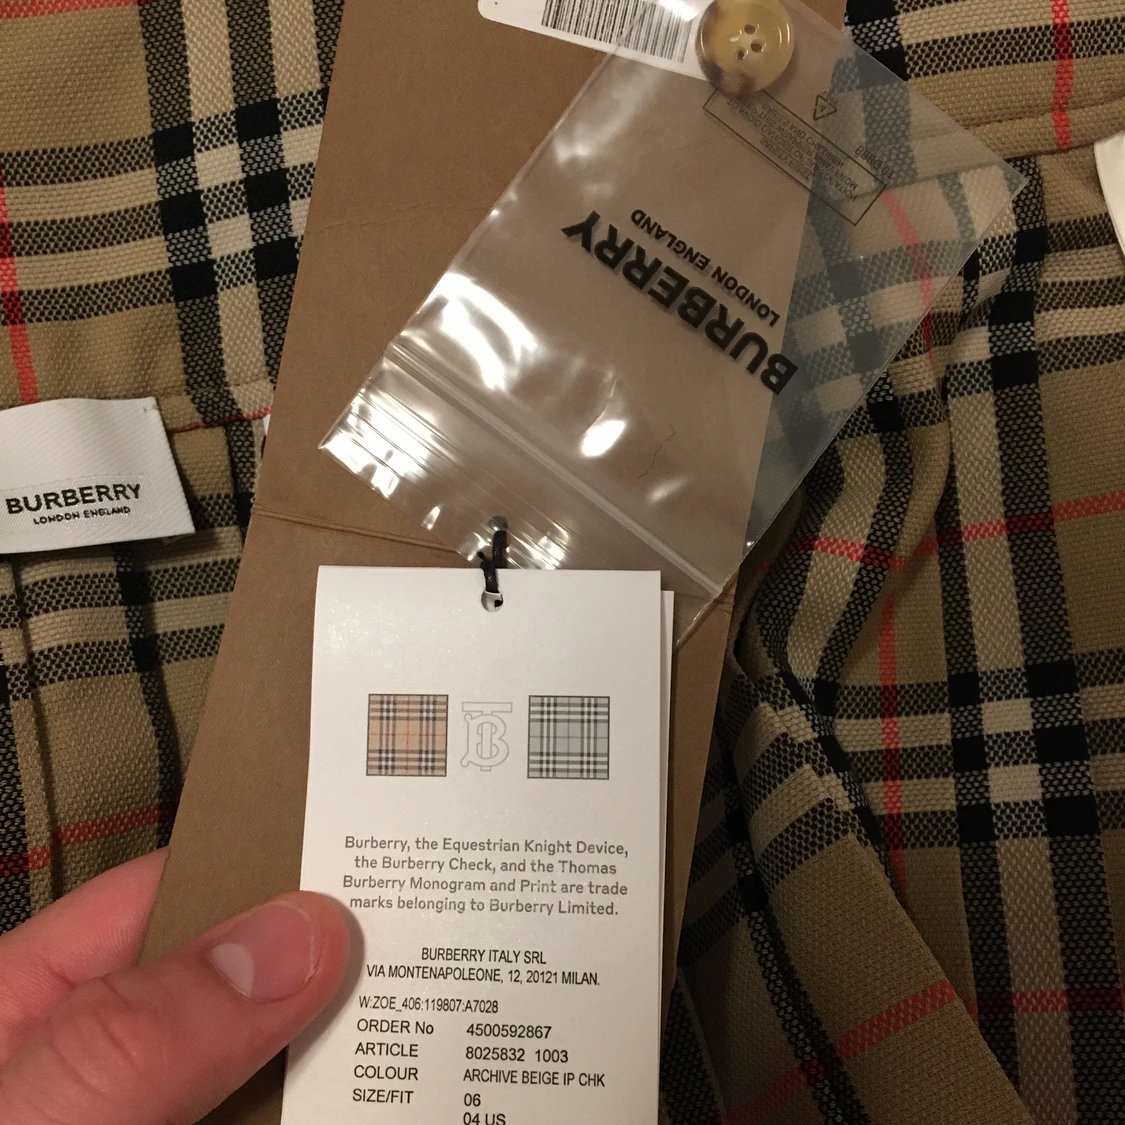 BURBERRY
LONDON ENGLAND
BURBERRY
LONDON ENGLAND
Burberry, the Equestrian Knight Device,
the Burberry Check, and the Thomas
Burberry Monogram and Print are trade
marks belonging to Burberry Limited.
BURBERRY ITALY SRL
VIA MONTENAPOLEONE, 12, 20121 MILAN.
W:ZOE_406:119807:A7028
ORDER No 4500592867
ARTICLE 8025832 1003
COLOUR ARCHIVE BEIGE IP CHK
SIZE/FIT 06
04 US